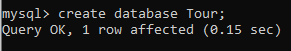 mysql> create database Tour;
Query OK, 1 row affected (0.15 sec)